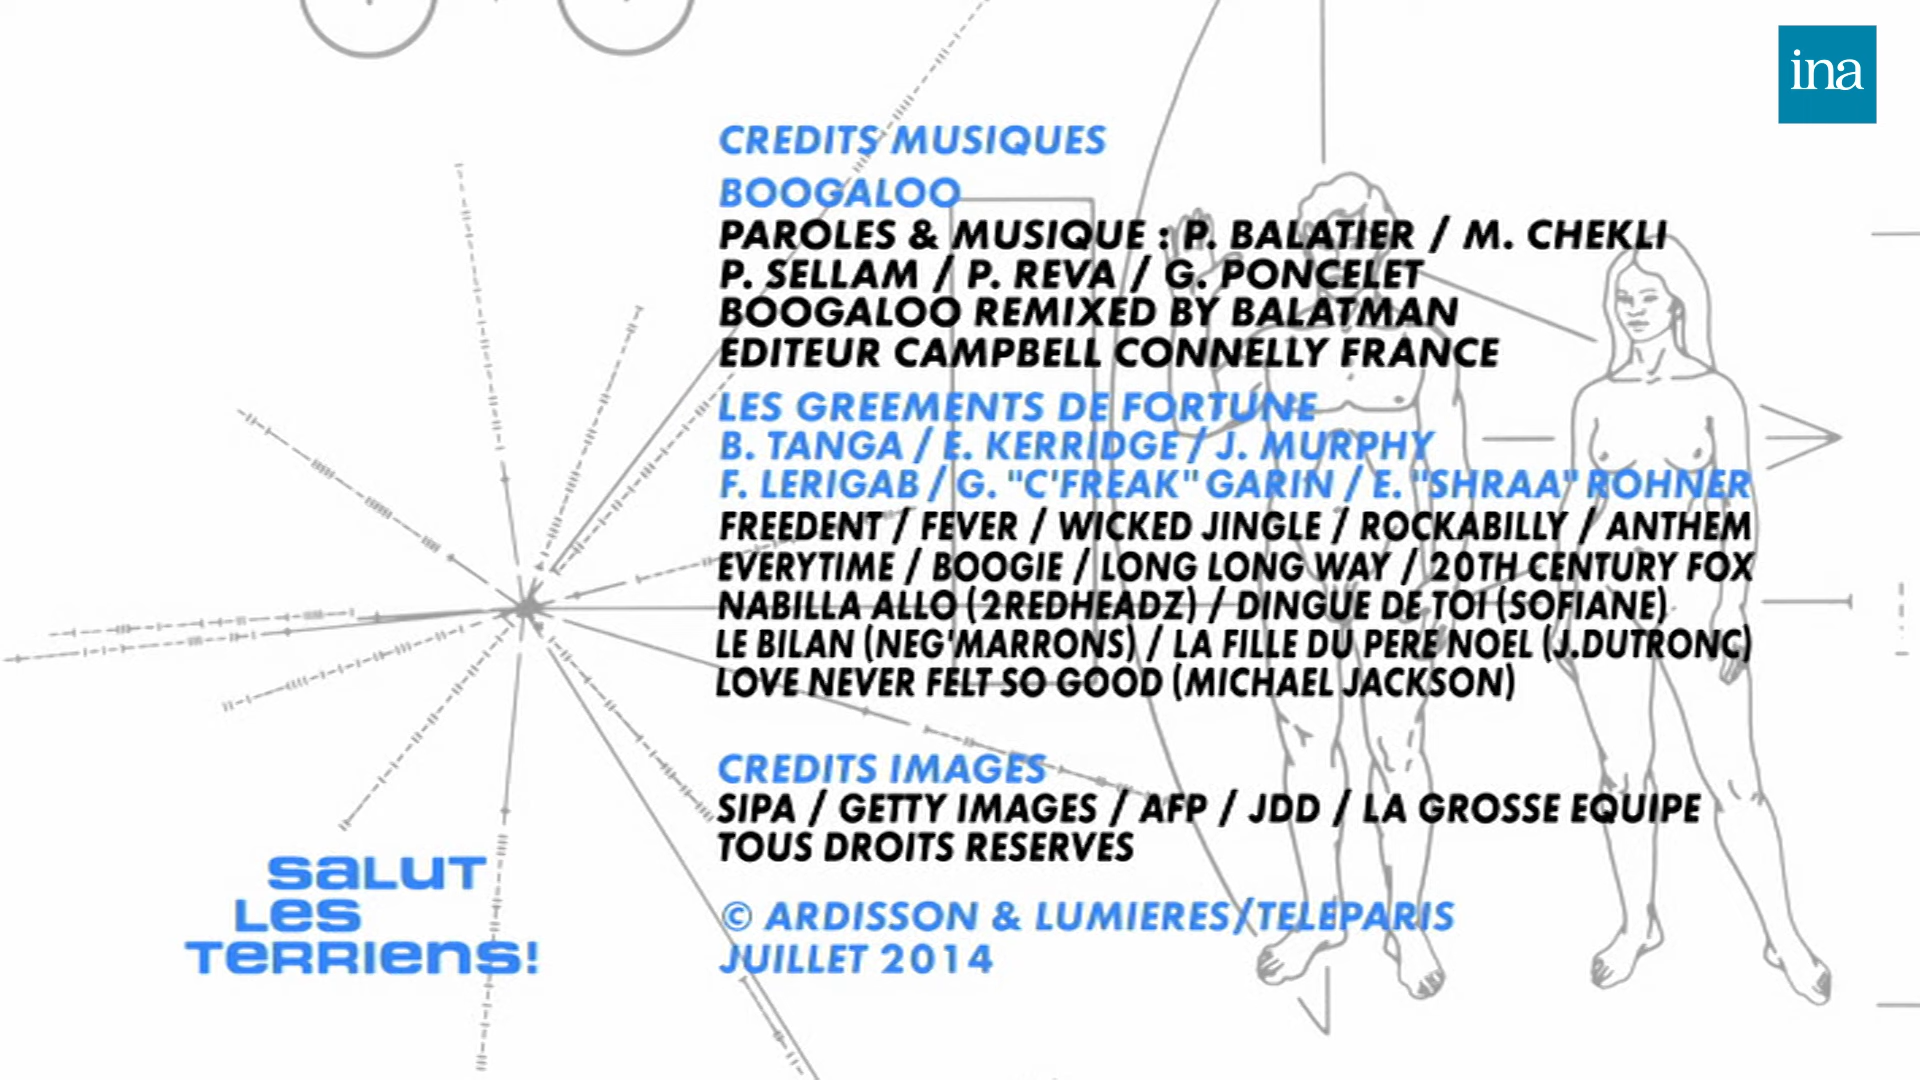 ina
CREDITS MUSIQUES
BOOGALOO
PAROLES & MUSIQUE : P. BALATIER / M. CHEKLI
P. SELLAM / P. REVA / G. PONCELET
BOOGALOO REMIXED BY BALATMAN
EDITEUR CAMPBELL CONNELLY FRANCE
LES GREEMENTS DE FORTUNE
B. TANGA / E. KERRIDGE / J. MURPHY
F. LERIGAB / G. "C'FREAK" GARIN / E. "SHRAA" ROHNER
FREEDENT / FEVER / WICKED JINGLE / ROCKABILLY / ANTHEM
EVERYTIME / BOOGIE / LONG LONG WAY / 20TH CENTURY FOX
NABILLA ALLO (2REDHEADZ) / DINGUE DE TOI (SOFIANE)
LE BILAN (NEG'MARRONS) / LA FILLE DU PERE NOEL (J.DUTRONC)
LOVE NEVER FELT SO GOOD (MICHAEL JACKSON)
CREDITS IMAGES
SIPA / GETTY IMAGES / AFP / JDD / LA GROSSE EQUIPE
TOUS DROITS RESERVES
© ARDISSON & LUMIERES/TELEPARIS
JUILLET 2014
SALUT
LES
TERRIENS!